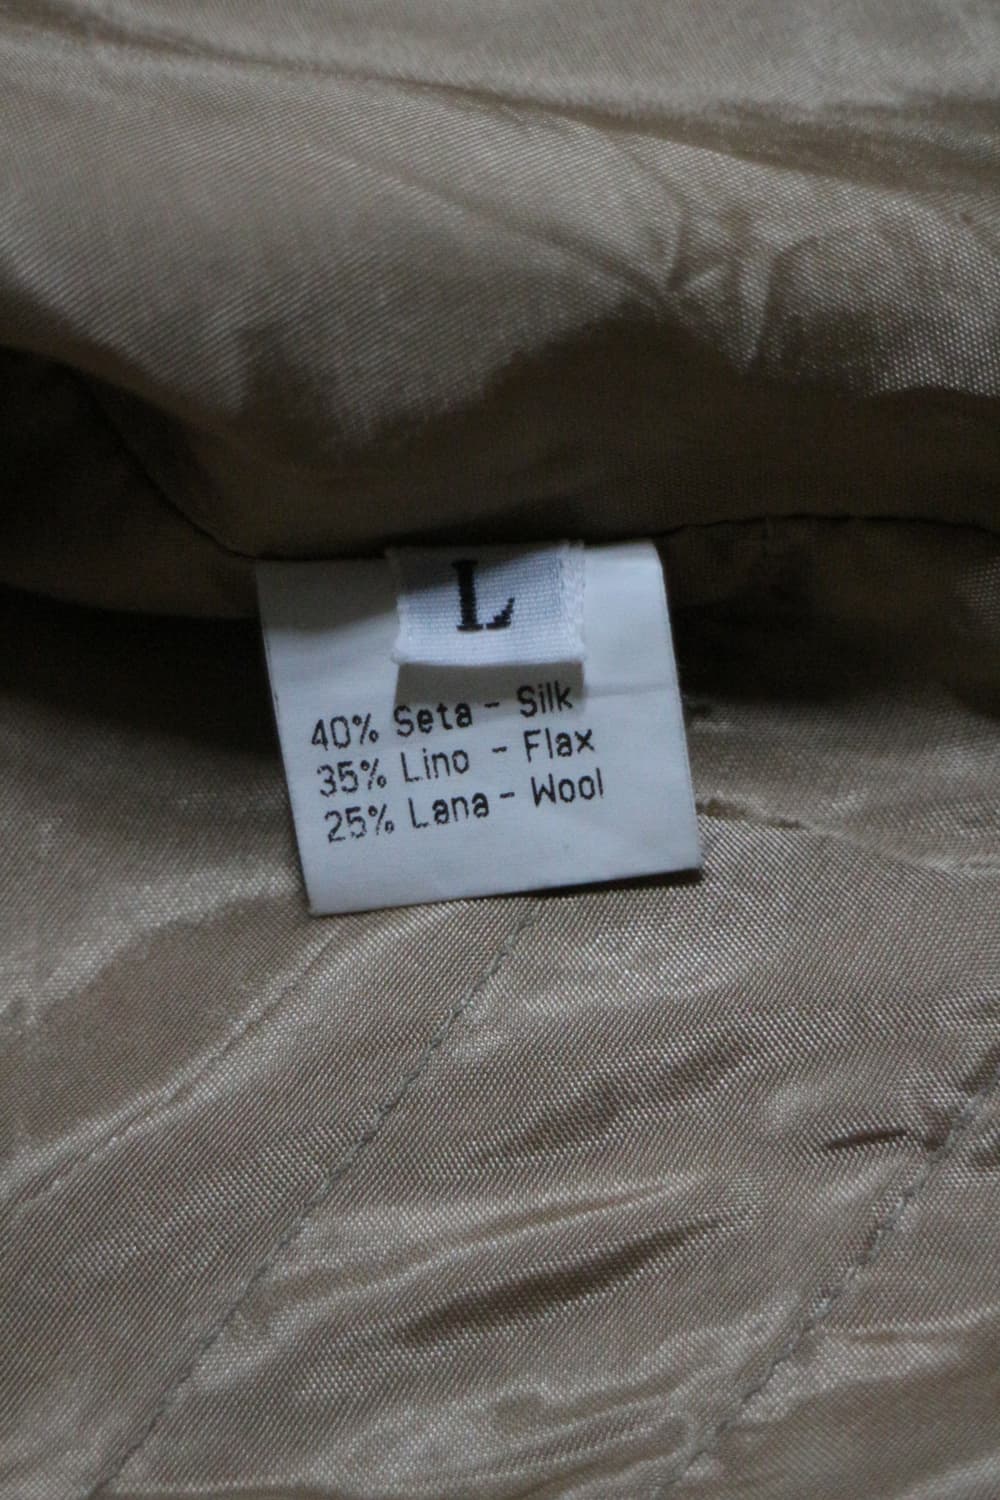 L
40% Seta - Silk
35% Lino - Flax
25% Lana - Wool